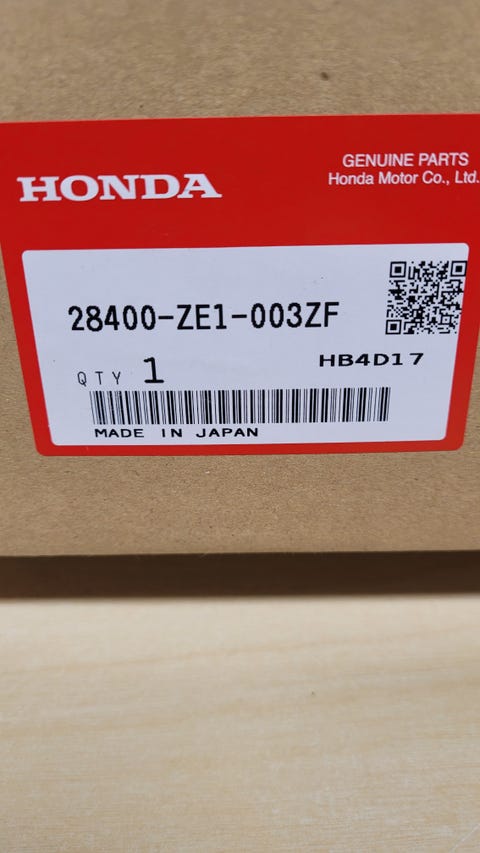 HONDA
GENUINE PARTS
Honda Motor Co., Ltd.
28400-ZE1-003ZF
HB4D17
QTY 1
MADE IN JAPAN